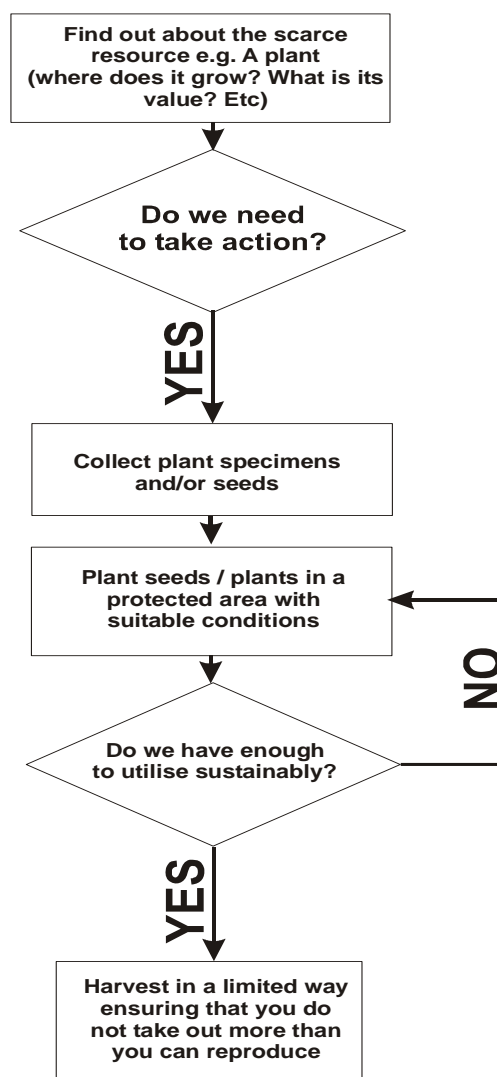 Find out about the scarce
resource e.g. A plant
(where does it grow? What is its
value? Etc)
Do we need
to take action?
YES
Collect plant specimens
and/or seeds
Plant seeds / plants in a
protected area with
suitable conditions
NO
Do we have enough
to utilise sustainably?
YES
Harvest in a limited way
ensuring that you do
not take out more than
you can reproduce